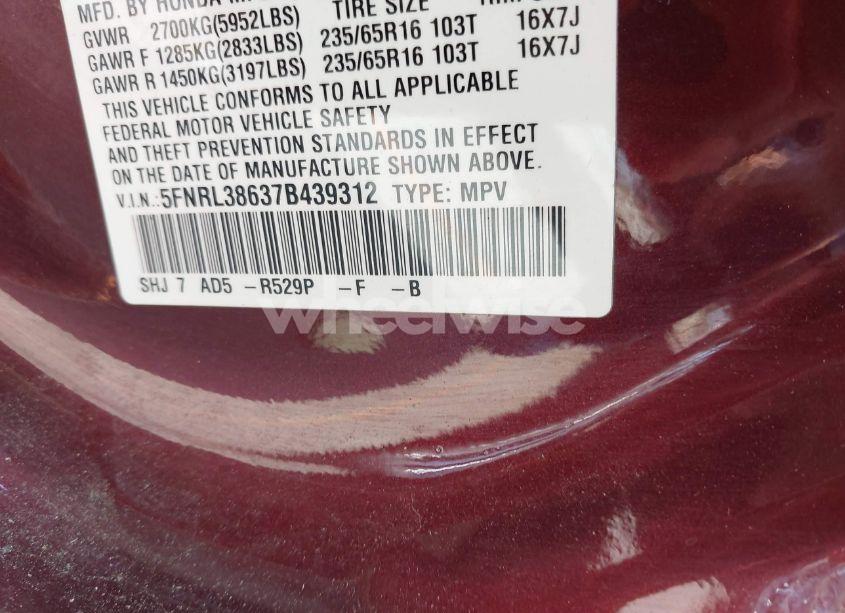 MFD. BY HONDA
GVWR 2700KG(5952LBS) TIRE SIZE
GAWR F 1285KG(2833LBS) 235/65R16 103T 16X7J
GAWR R 1450KG(3197LBS) 235/65R16 103T 16X7J
THIS VEHICLE CONFORMS TO ALL APPLICABLE
FEDERAL MOTOR VEHICLE SAFETY
AND THEFT PREVENTION STANDARDS IN EFFECT
ON THE DATE OF MANUFACTURE SHOWN ABOVE.
V.I.N.:5FNRL38637B439312 TYPE: MPV
SHJ 7 AD5 -R529P -F -B
wheelwise